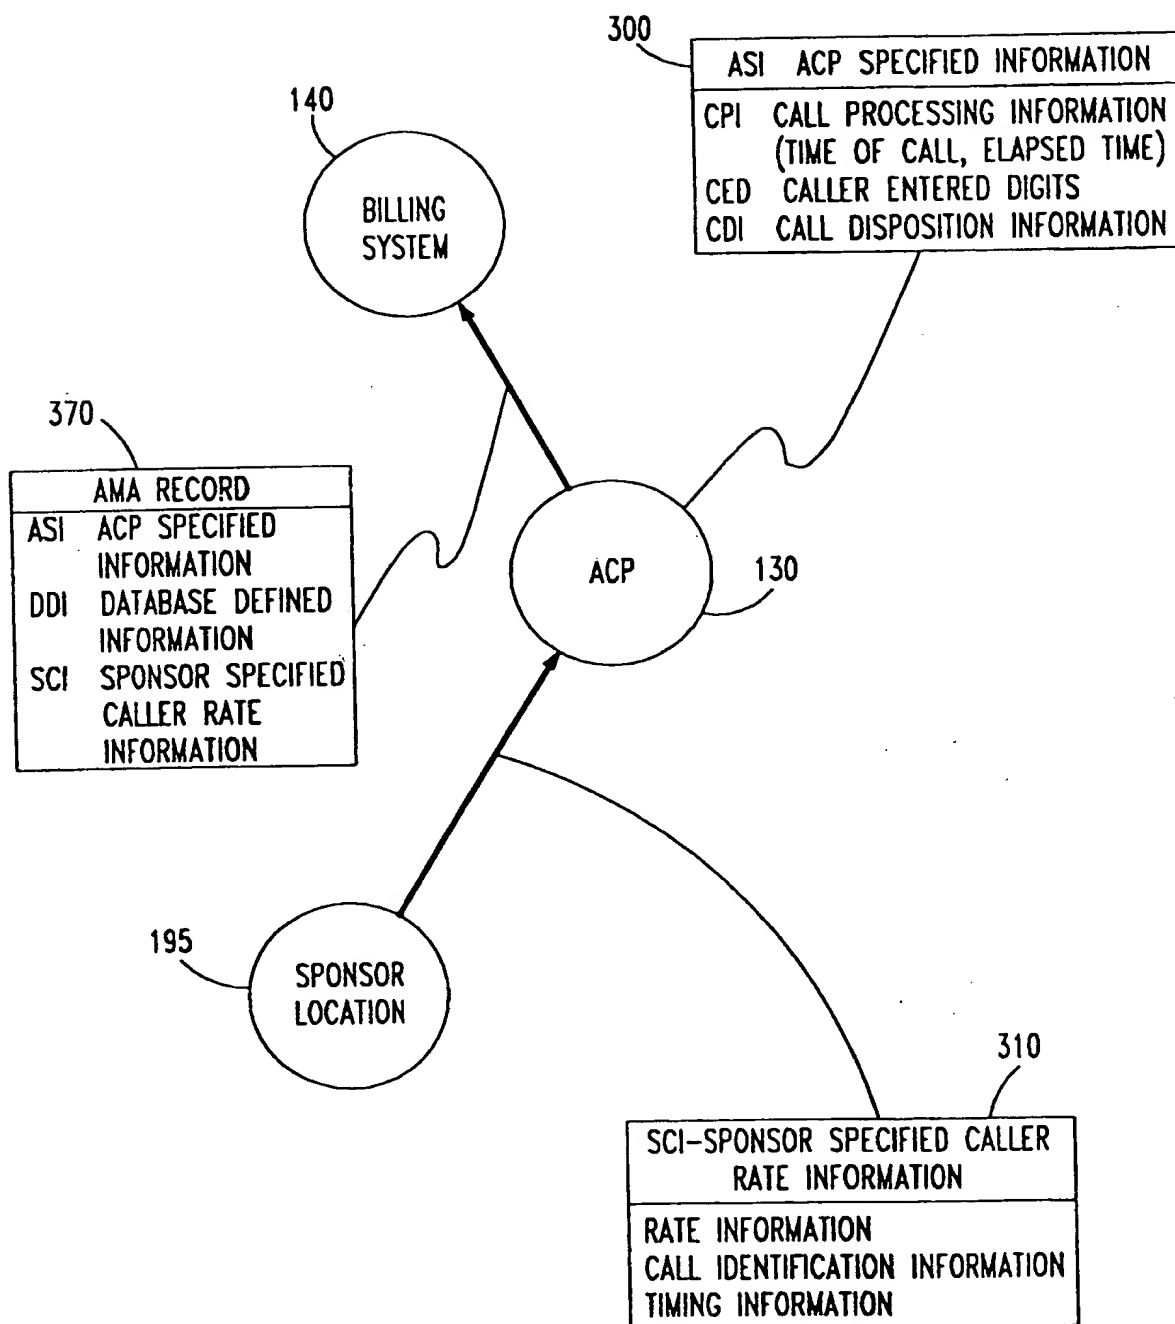 300
ASI ACP SPECIFIED INFORMATION
CPI CALL PROCESSING INFORMATION
(TIME OF CALL, ELAPSED TIME)
CED CALLER ENTERED DIGITS
CDI CALL DISPOSITION INFORMATION
140
BILLING
SYSTEM
370
AMA RECORD
ASI ACP SPECIFIED
INFORMATION
DDI DATABASE DEFINED
INFORMATION
SCI SPONSOR SPECIFIED
CALLER RATE
INFORMATION
ACP
130
195
SPONSOR
LOCATION
310
SCI-SPONSOR SPECIFIED CALLER
RATE INFORMATION
RATE INFORMATION
CALL IDENTIFICATION INFORMATION
TIMING INFORMATION